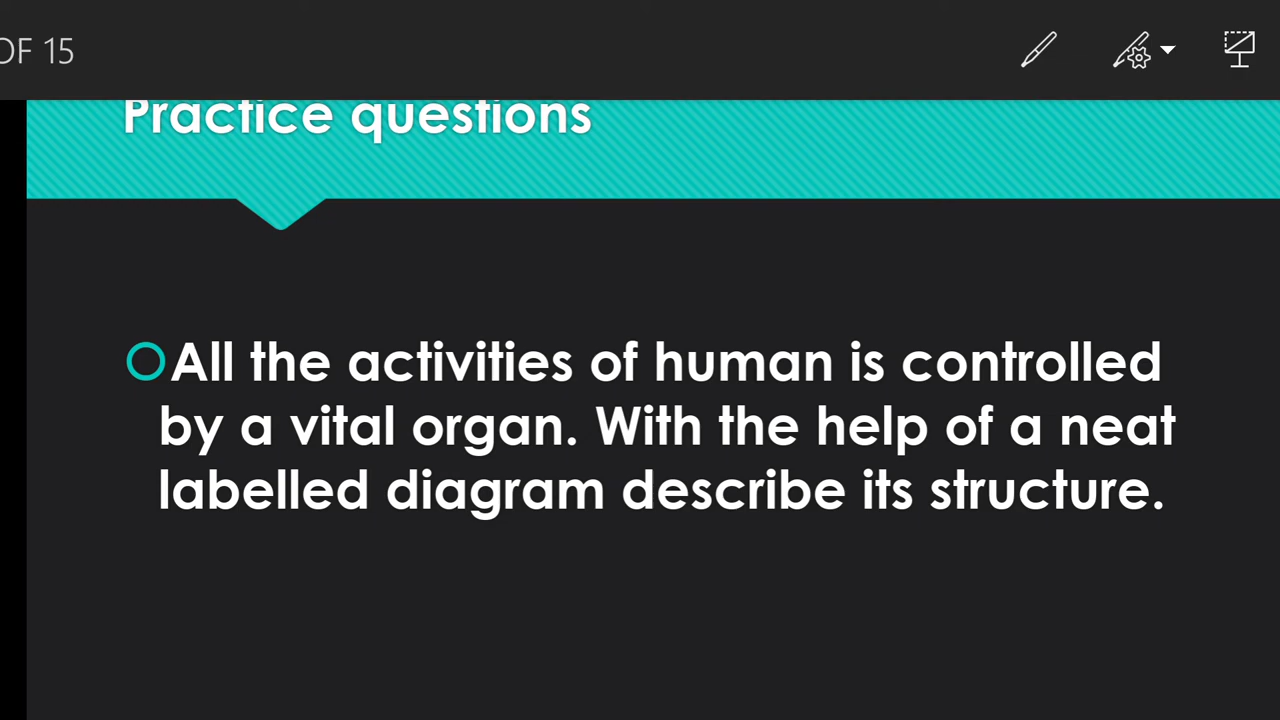 OF 15
Practice questions
All the activities of human is controlled
by a vital organ. With the help of a neat
labelled diagram describe its structure.